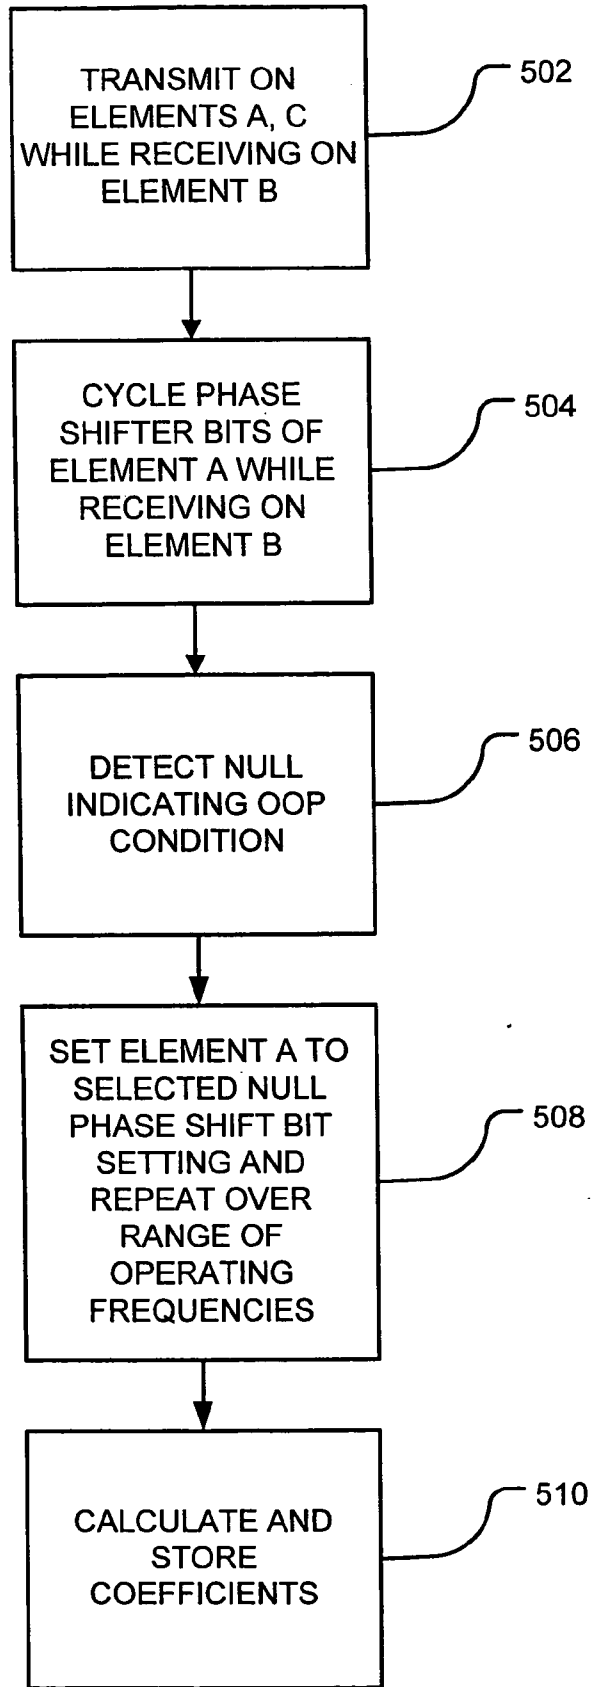 TRANSMIT ON
ELEMENTS A, C
WHILE RECEIVING ON
ELEMENT B
502
CYCLE PHASE
SHIFTER BITS OF
ELEMENT A WHILE
RECEIVING ON
ELEMENT B
504
DETECT NULL
INDICATING OOP
CONDITION
506
SET ELEMENT A TO
SELECTED NULL
PHASE SHIFT BIT
SETTING AND
REPEAT OVER
RANGE OF
OPERATING
FREQUENCIES
508
CALCULATE AND
STORE
COEFFICIENTS
510